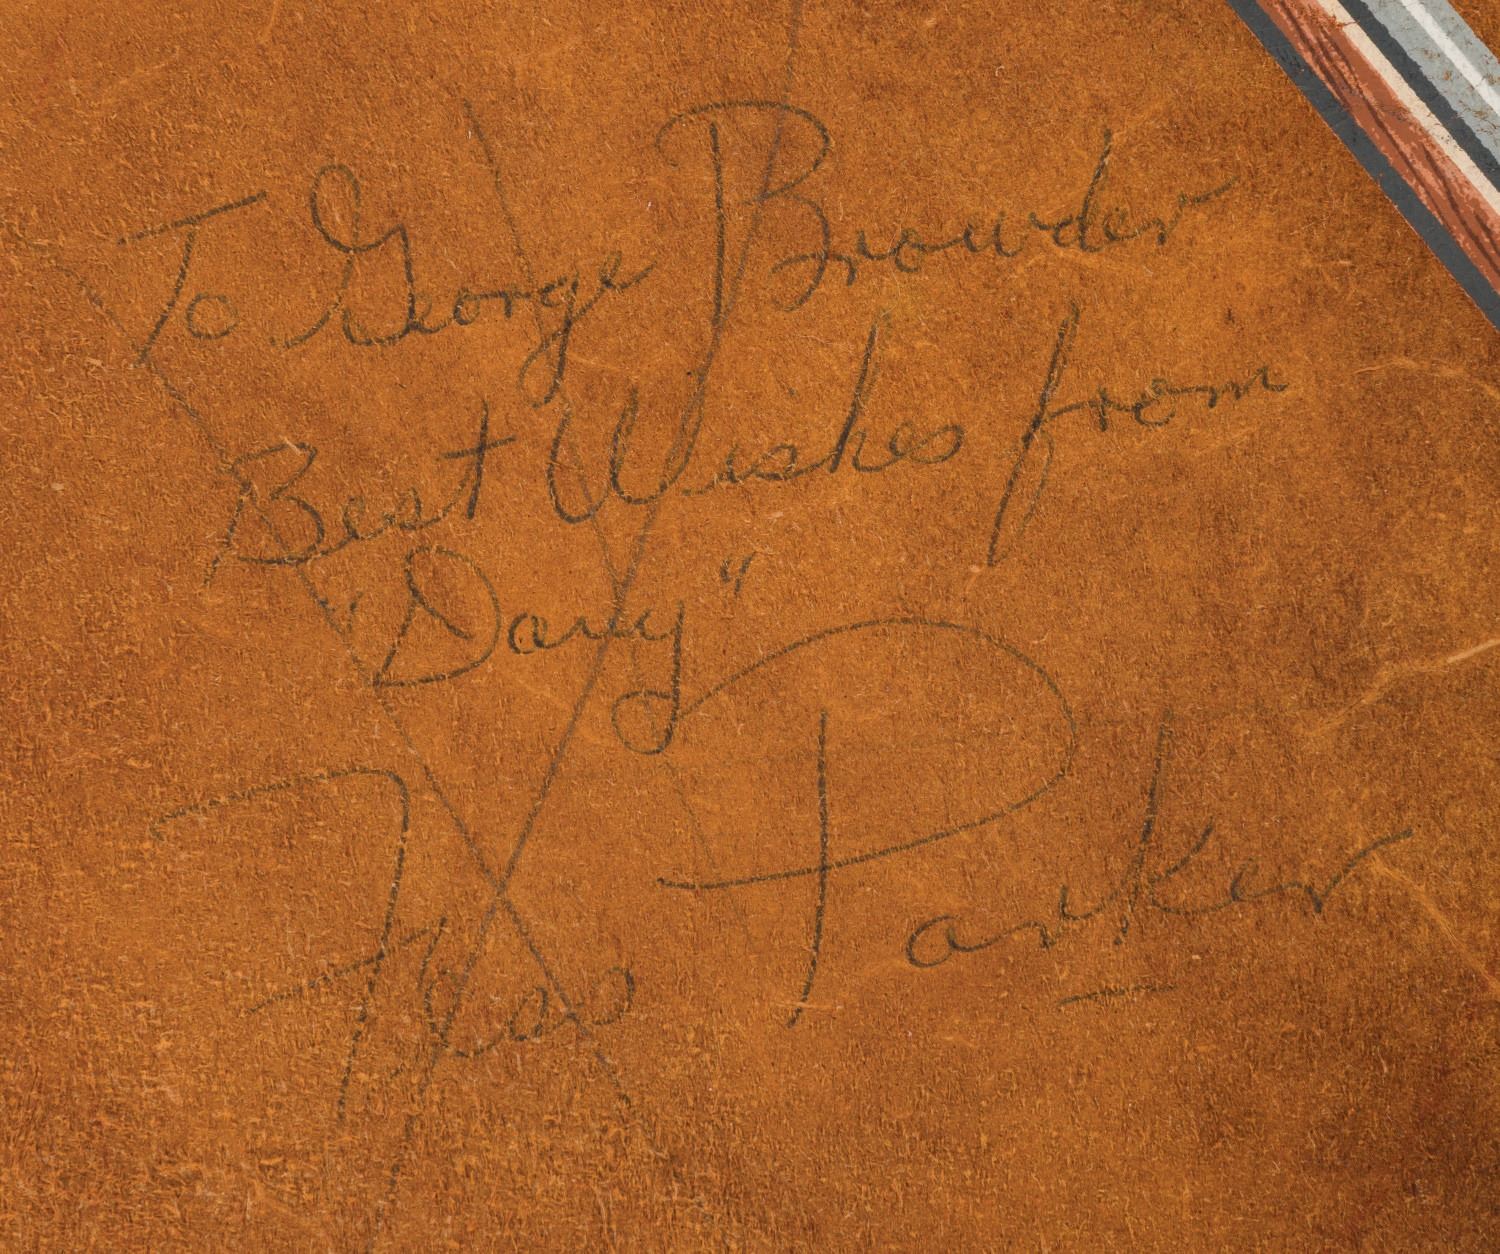 To George Browder
Best Wishes from
"Davy"
Fess Parker